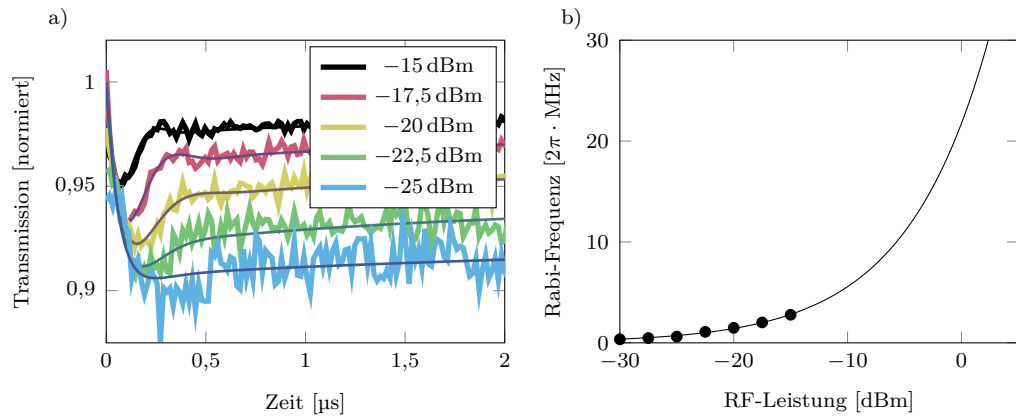 a)
Transmission [normiert]
1
0,95
0,9
0
0,5
1
1,5
2
Zeit [µs]
−15 dBm
−17,5 dBm
−20 dBm
−22,5 dBm
−25 dBm
b)
Rabi-Frequenz [2π · MHz]
30
20
10
0
−30
−20
−10
0
RF-Leistung [dBm]